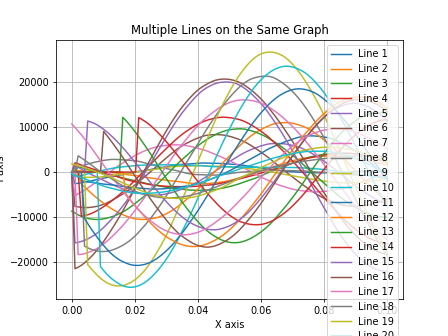 Multiple Lines on the Same Graph
20000
10000
0
−10000
−20000
0.00
0.02
0.04
0.06
X axis
Line 1
Line 2
Line 3
Line 4
Line 5
Line 6
Line 7
Line 8
Line 9
Line 10
Line 11
Line 12
Line 13
Line 14
Line 15
Line 16
Line 17
Line 18
Line 19
Line 20